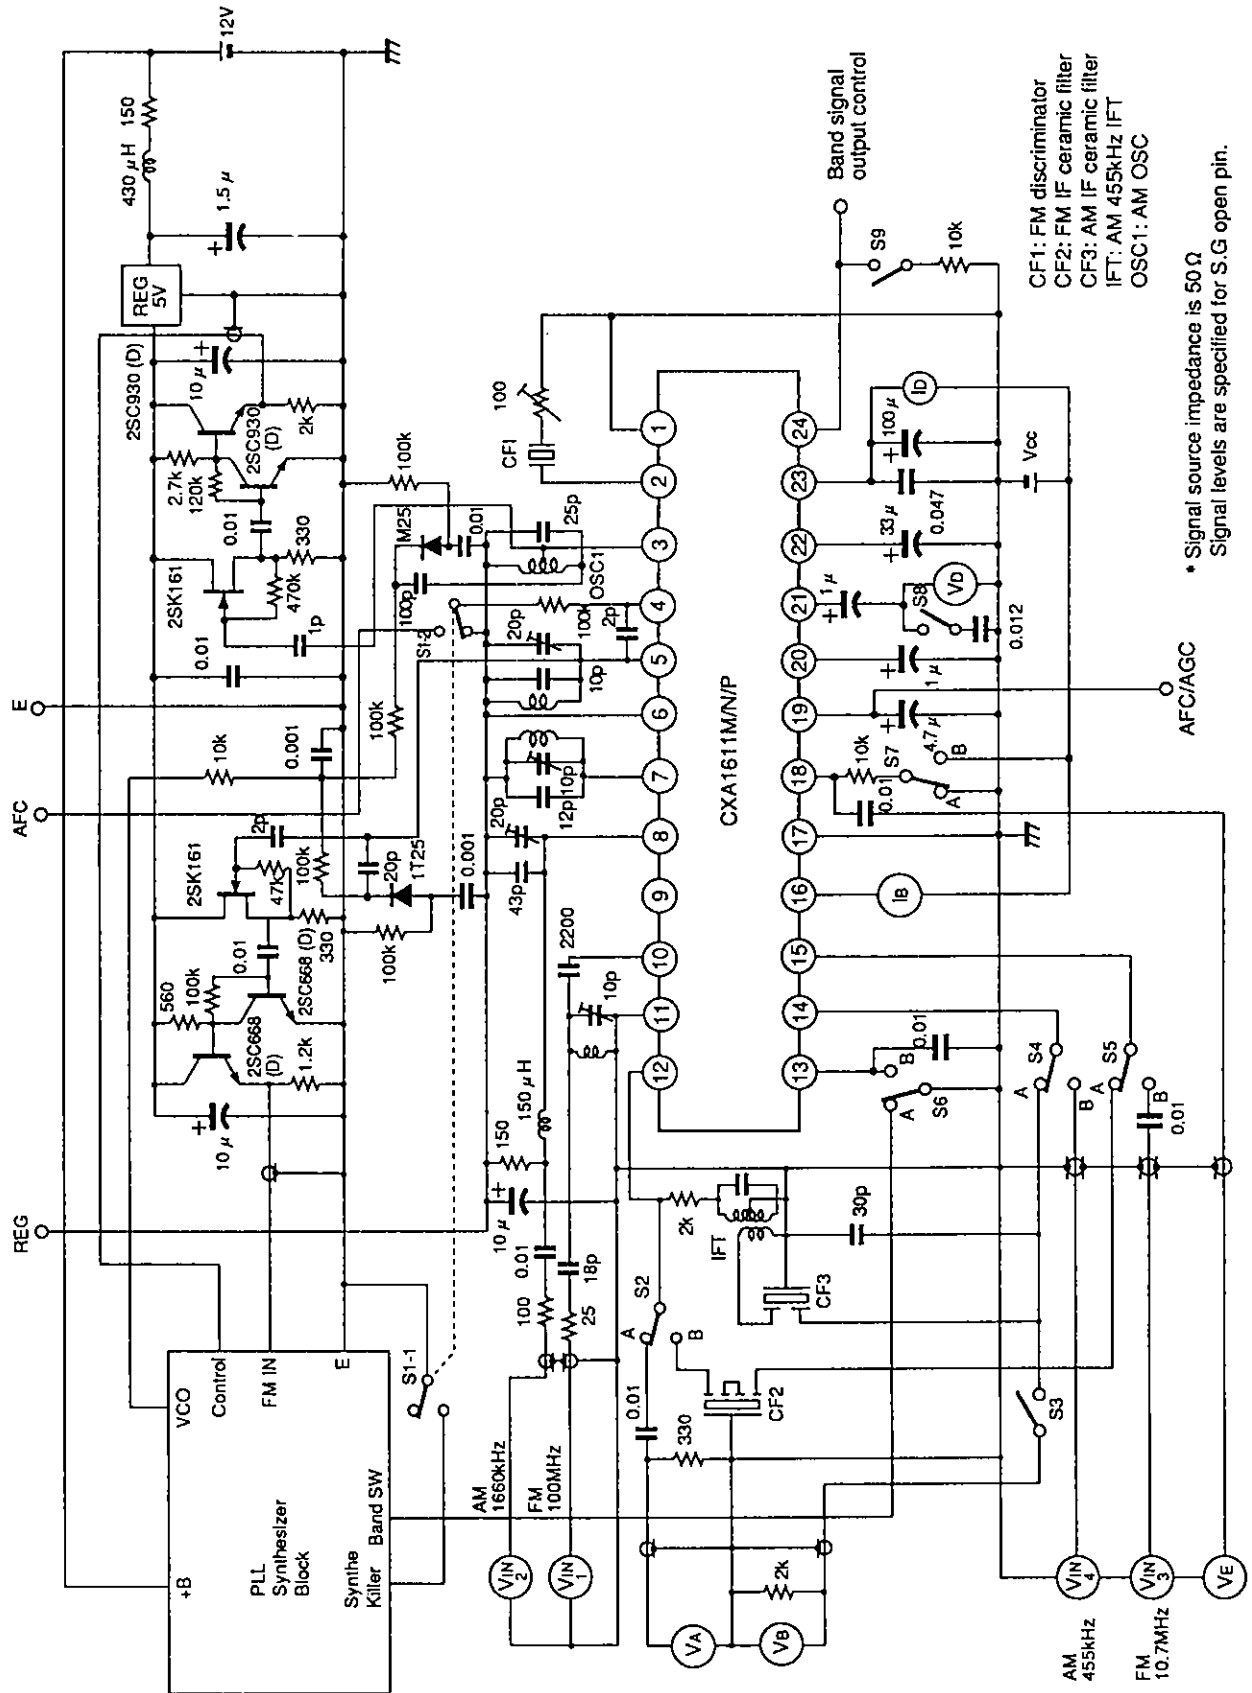 12V
150
430 μH
1.5 μ
+
REG
5V
2SC930 (D)
10 μ
+
2SC930
(D)
2k
2.7k
120k
0.01
330
2SK161
470k
1p
0.01
100k
M25
0.01
25p
OSC1
100p
E
AFC
REG
10k
0.001
100k
S1-2
2p
2SK161
47k
100k
20p
1T25
0.001
100k
330
0.01
2SC668 (D)
560
100k
2SC668
(D)
1.2k
10 μ
+
VCO
Control
FM IN
E
+B
PLL
Synthesizer
Block
Synthe
Killer
Band SW
S1-1
100
CF1
100k
2p
20p
10p
10p
12p
20p
43p
2200
10p
150 μH
150
10 μ
+
0.01
18p
100
25
AM
1660kHz
FM
100MHz
VIN
2
VIN
1
1
2
3
4
5
6
7
8
9
10
11
12
CXA1611M/N/P
24
23
22
21
20
19
18
17
16
15
14
13
Band signal
output control
S9
10k
ID
100 μ
+
0.047
33 μ
+
Vcc
1 μ
+
VD
S8
0.012
1 μ
+
4.7 μ
+
AFC/AGC
10k
S7
B
A
0.01
IB
0.01
B
A
S6
S4
A
B
S5
A
B
0.01
2k
IFT
30p
CF3
S2
A
B
CF2
0.01
330
S3
2k
VA
VB
VIN
4
VIN
3
VE
AM
455kHz
FM
10.7MHz
CF1: FM discriminator
CF2: FM IF ceramic filter
CF3: AM IF ceramic filter
IFT: AM 455kHz IFT
OSC1: AM OSC
* Signal source impedance is 50 Ω
Signal levels are specified for S.G open pin.